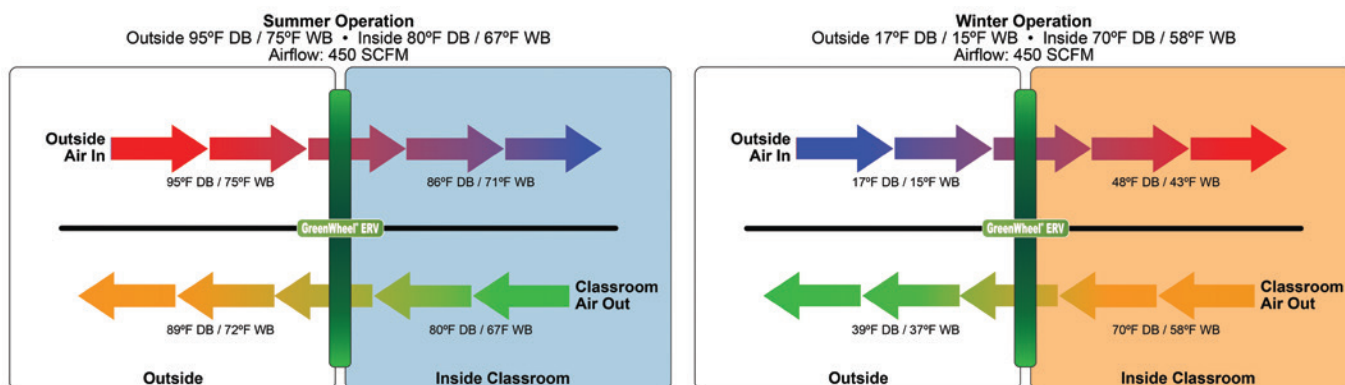 Summer Operation
Outside 95ºF DB / 75ºF WB • Inside 80ºF DB / 67ºF WB
Airflow: 450 SCFM
Outside
Air In
95ºF DB / 75ºF WB
86ºF DB / 71ºF WB
GreenWheel™ ERV
Classroom
Air Out
89ºF DB / 72ºF WB
80ºF DB / 67F WB
Outside
Inside Classroom
Winter Operation
Outside 17ºF DB / 15ºF WB • Inside 70ºF DB / 58ºF WB
Airflow: 450 SCFM
Outside
Air In
17ºF DB / 15ºF WB
48ºF DB / 43ºF WB
GreenWheel™ ERV
Classroom
Air Out
39ºF DB / 37ºF WB
70ºF DB / 58ºF WB
Outside
Inside Classroom